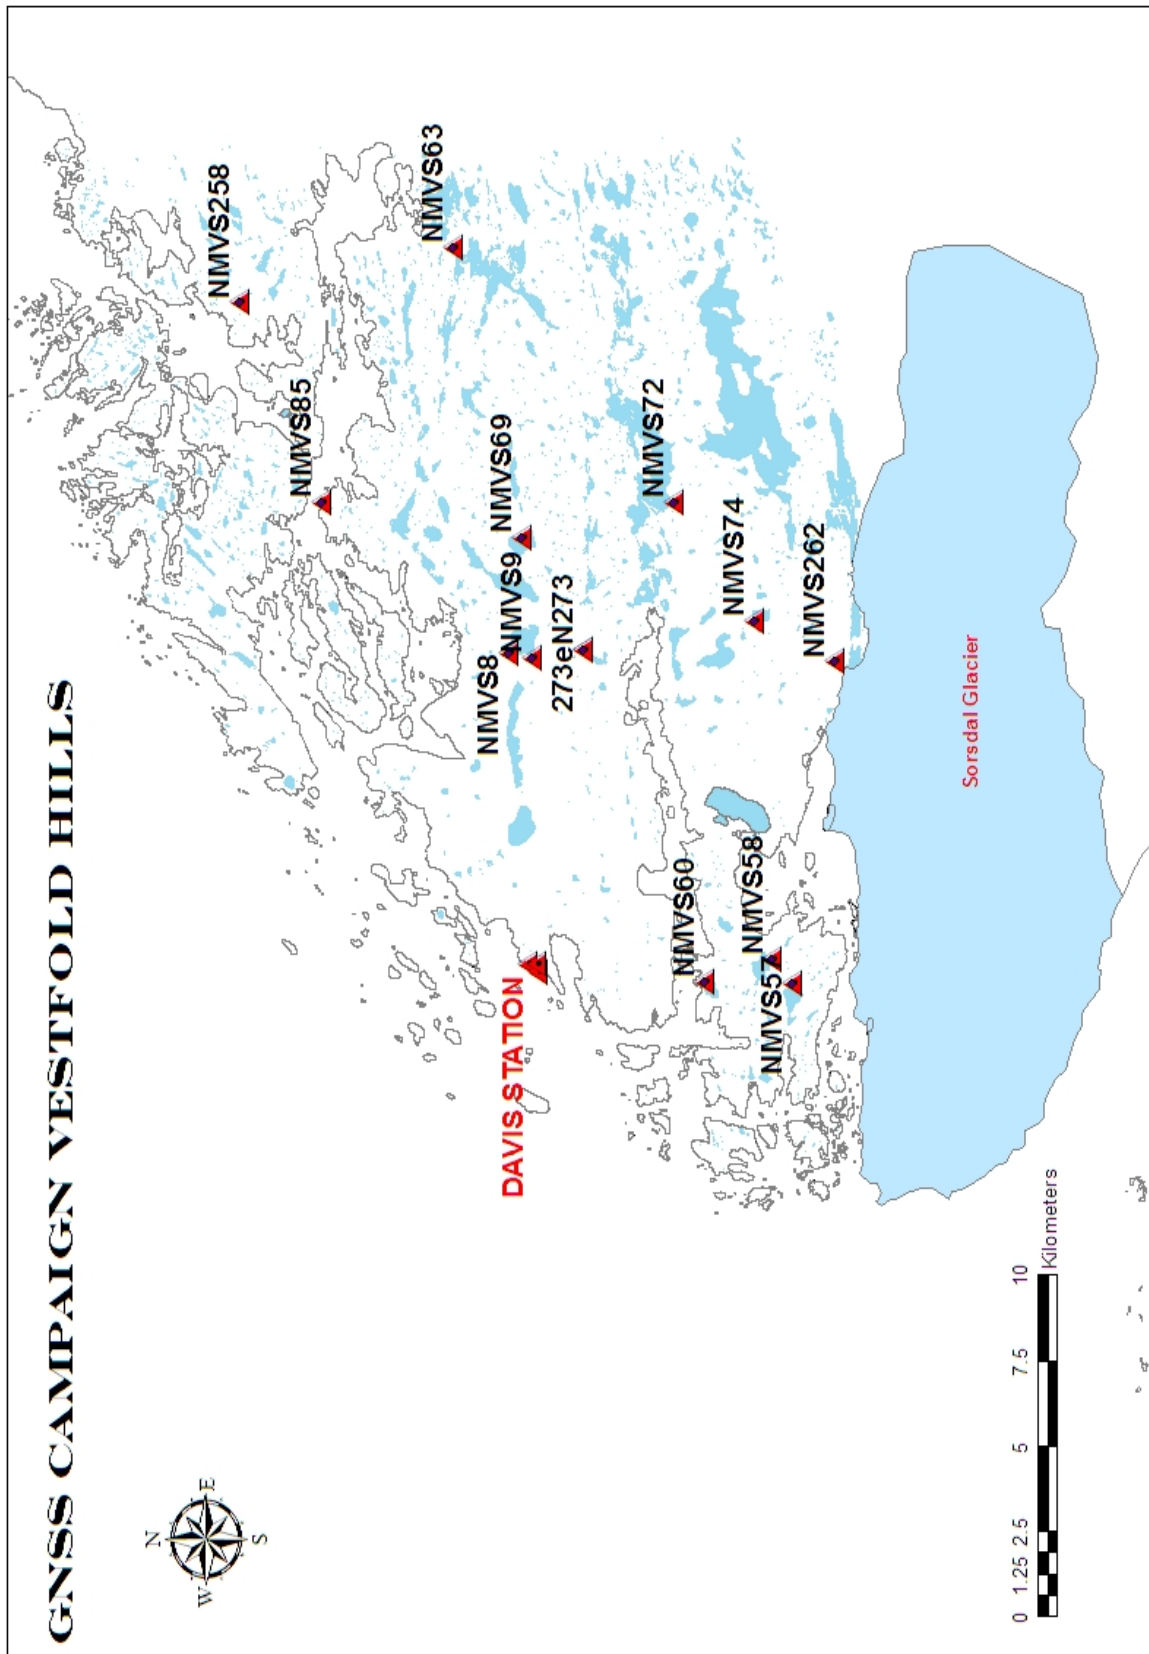 GNSS CAMPAIGN VESTFOLD HILLS
N
W
E
S
NMVS258
NMVS85
NMVS63
NMVS69
NMVS9
NMVS8
273eN273
DAVIS STATION
NMVS72
NMVS74
NMVS262
NMVS60
NMVS58
NMVS57
Sorsdal Glacier
0 1.25 2.5 5 7.5 10
Kilometers